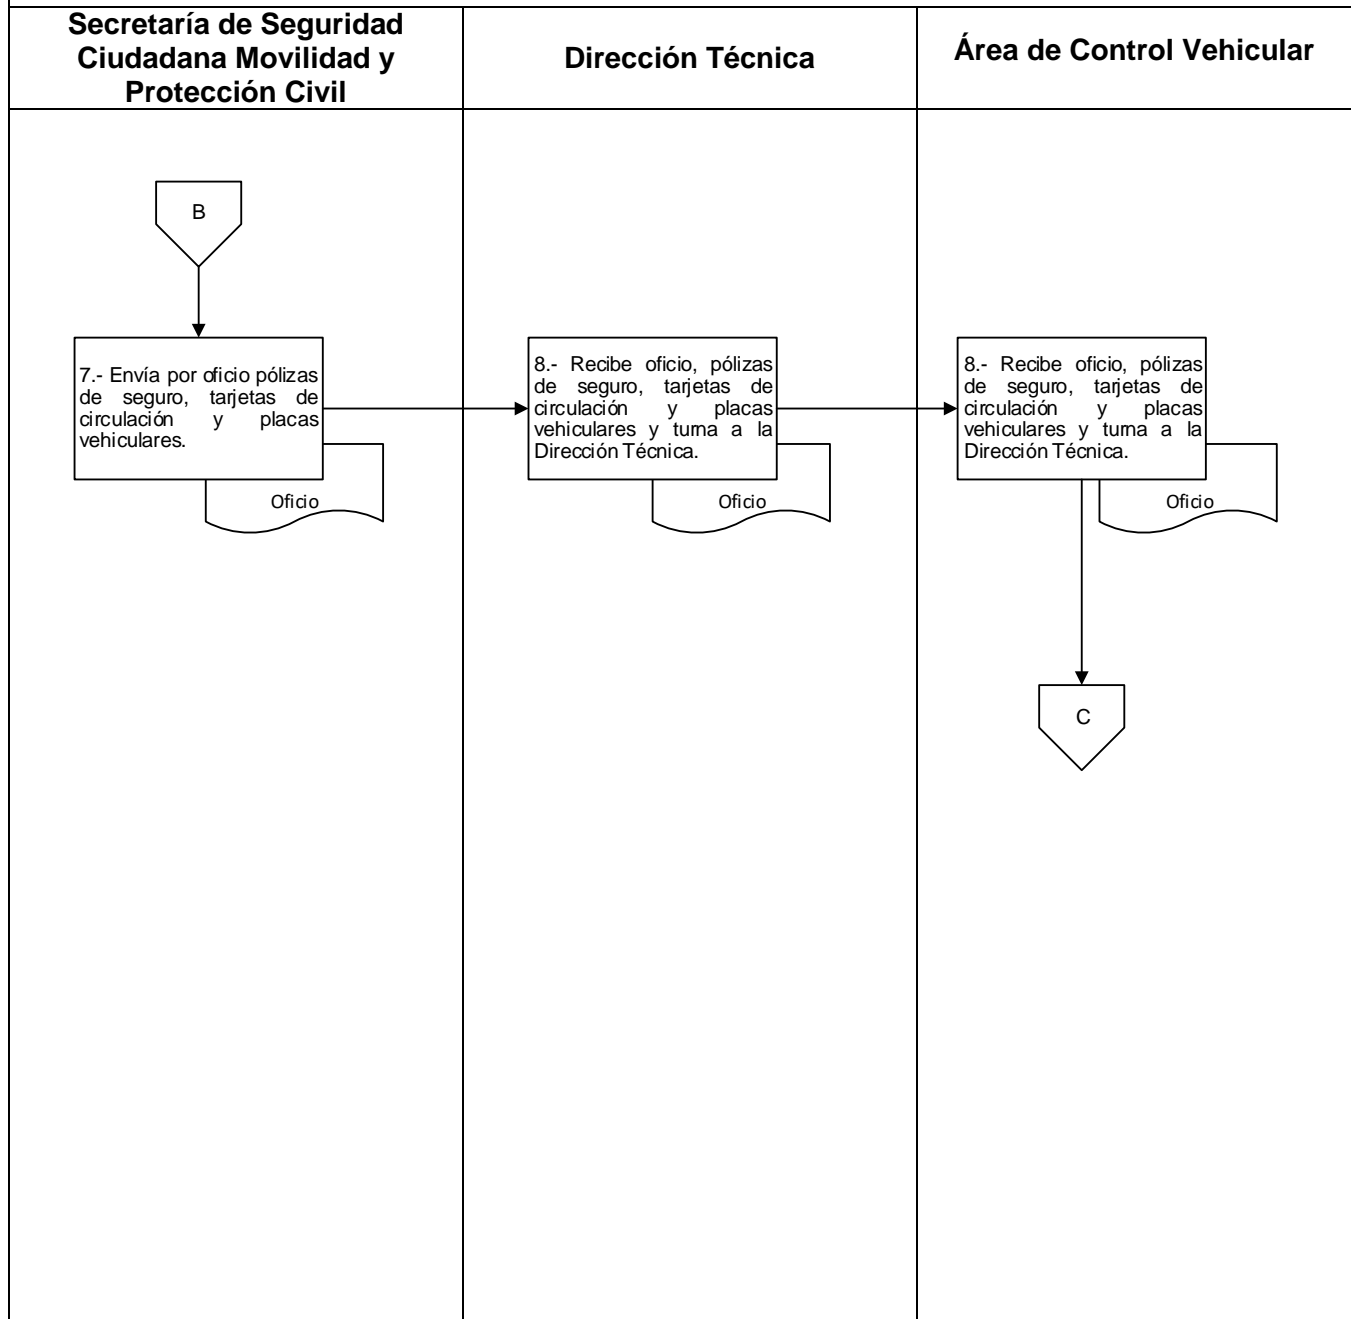 Secretaría de Seguridad
Ciudadana Movilidad y
Protección Civil
Dirección Técnica
Área de Control Vehicular
B
7.- Envía por oficio pólizas
de seguro, tarjetas de
circulación y placas
vehiculares.
Oficio
8.- Recibe oficio, pólizas
de seguro, tarjetas de
circulación y placas
vehiculares y turna a la
Dirección Técnica.
Oficio
8.- Recibe oficio, pólizas
de seguro, tarjetas de
circulación y placas
vehiculares y turna a la
Dirección Técnica.
Oficio
C